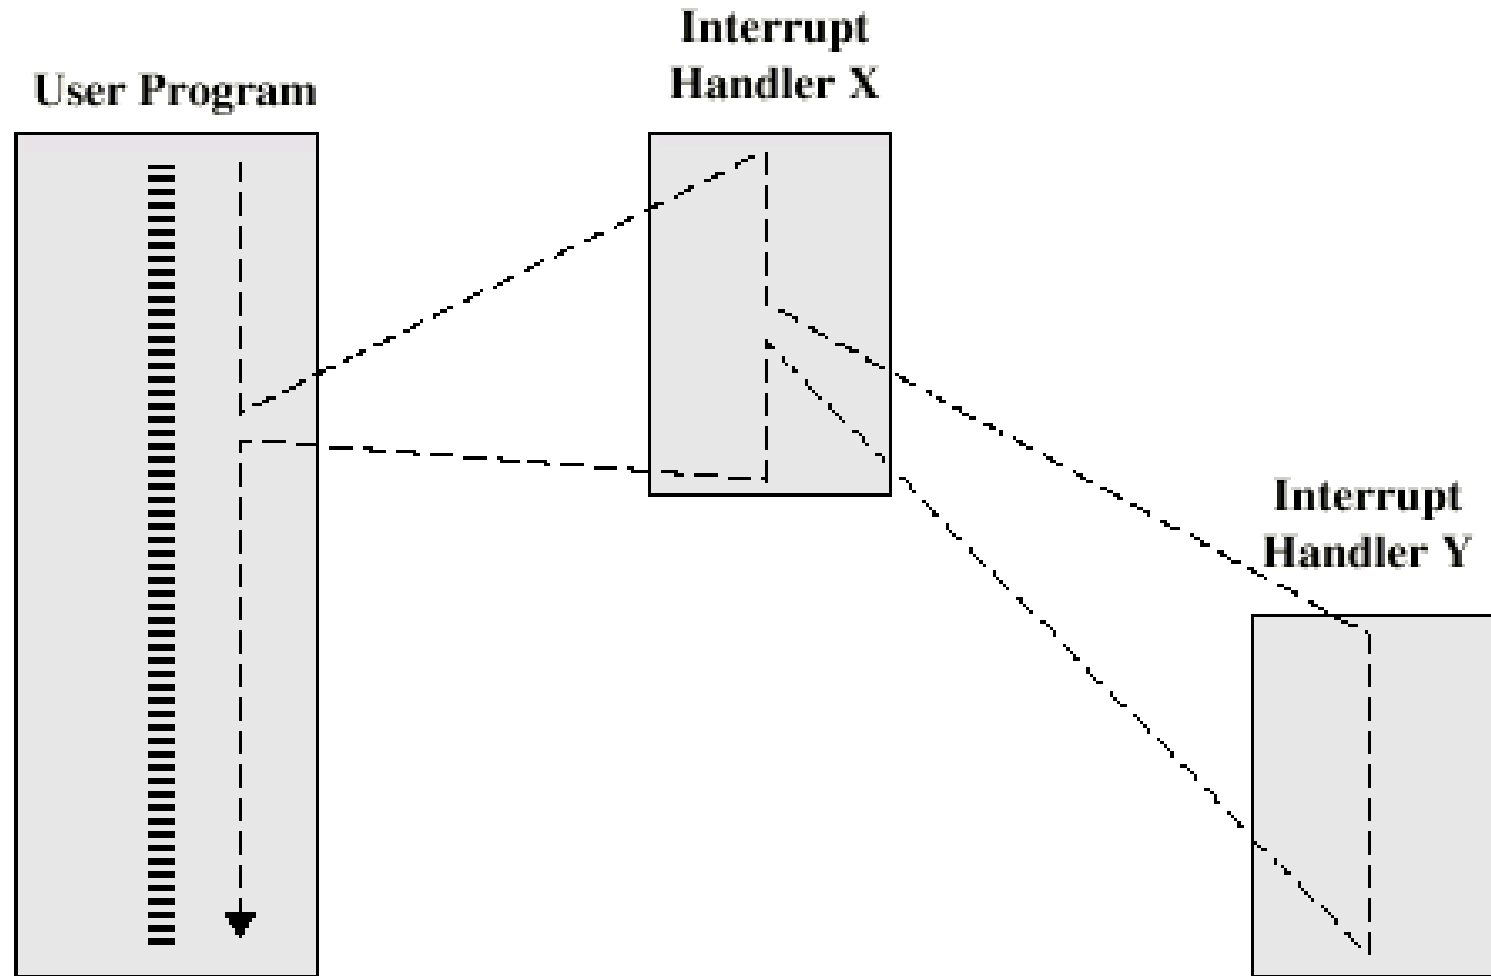 User Program
Interrupt
Handler X
Interrupt
Handler Y